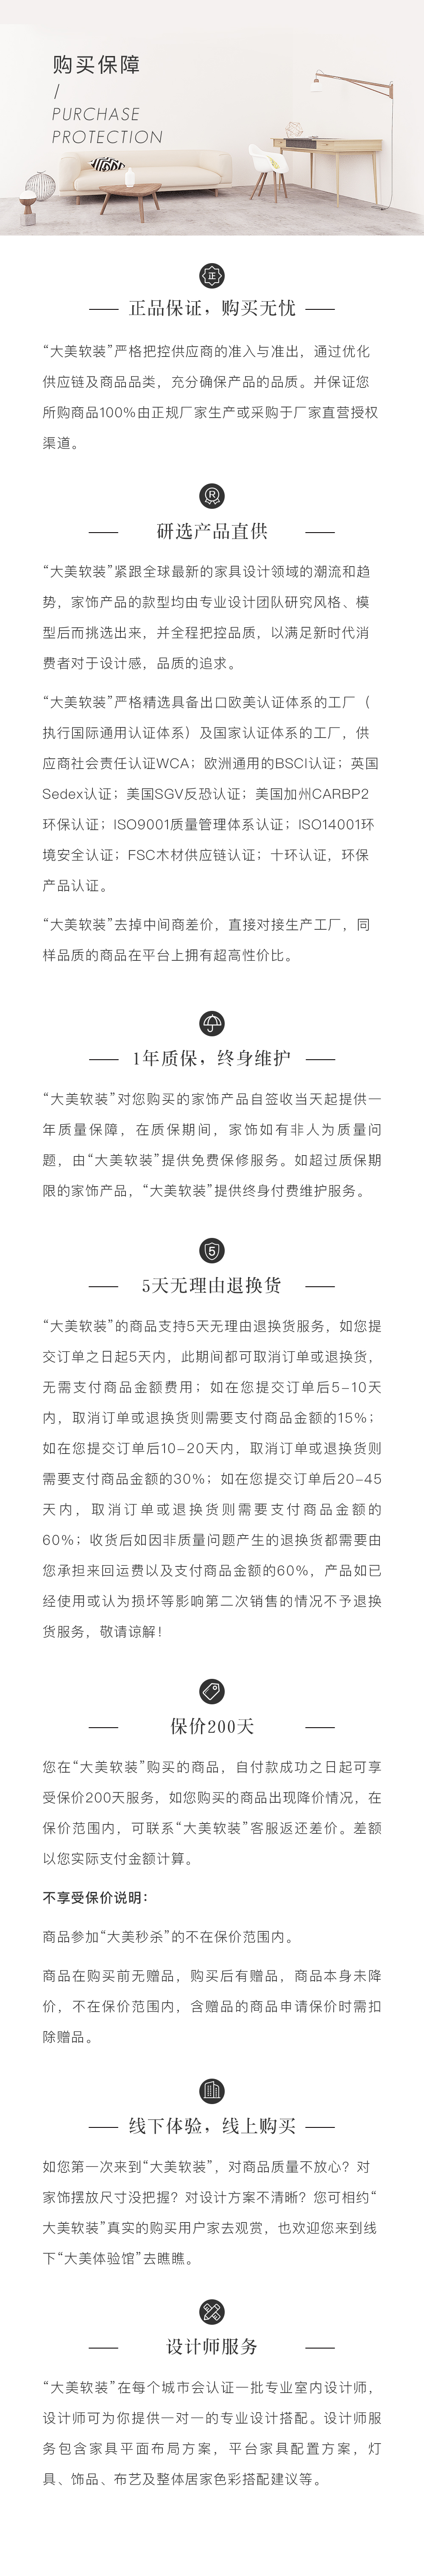 购买保障
/
PURCHASE
PROTECTION
正
正品保证，购买无忧
“大美软装”严格把控供应商的准入与准出，通过优化
供应链及商品品类，充分确保产品的品质。并保证您
所购商品100%由正规厂家生产或采购于厂家直营授权
渠道。
R
研选产品直供
“大美软装”紧跟全球最新的家具设计领域的潮流和趋
势，家饰产品的款型均由专业设计团队研究风格、模
型后而挑选出来，并全程把控品质，以满足新时代消
费者对于设计感，品质的追求。
“大美软装”严格精选具备出口欧美认证体系的工厂（
执行国际通用认证体系）及国家认证体系的工厂，供
应商社会责任认证WCA；欧洲通用的BSCI认证；英国
Sedex认证；美国SGV反恐认证；美国加州CARBP2
环保认证；ISO9001质量管理体系认证；ISO14001环
境安全认证；FSC木材供应链认证；十环认证，环保
产品认证。
“大美软装”去掉中间商差价，直接对接生产工厂，同
样品质的商品在平台上拥有超高性价比。
1年质保，终身维护
“大美软装”对您购买的家饰产品自签收当天起提供一
年质量保障，在质保期间，家饰如有非人为质量问
题，由“大美软装”提供免费保修服务。如超过质保期
限的家饰产品，“大美软装”提供终身付费维护服务。
5
5天无理由退换货
“大美软装”的商品支持5天无理由退换货服务，如您提
交订单之日起5天内，此期间都可取消订单或退换货，
无需支付商品金额费用；如在您提交订单后5-10天
内，取消订单或退换货则需要支付商品金额的15%；
如在您提交订单后10-20天内，取消订单或退换货则
需要支付商品金额的30%；如在您提交订单后20-45
天内，取消订单或退换货则需要支付商品金额的
60%；收货后如因非质量问题产生的退换货都需要由
您承担来回运费以及支付商品金额的60%，产品如已
经使用或认为损坏等影响第二次销售的情况不予退换
货服务，敬请谅解！
保价200天
您在“大美软装”购买的商品，自付款成功之日起可享
受保价200天服务，如您购买的商品出现降价情况，在
保价范围内，可联系“大美软装”客服返还差价。差额
以您实际支付金额计算。
不享受保价说明：
商品参加“大美秒杀”的不在保价范围内。
商品在购买前无赠品，购买后有赠品，商品本身未降
价，不在保价范围内，含赠品的商品申请保价时需扣
除赠品。
线下体验，线上购买
如您第一次来到“大美软装”，对商品质量不放心？对
家饰摆放尺寸没把握？对设计方案不清晰？您可相约“
大美软装”真实的购买用户家去观赏，也欢迎您来到线
下“大美体验馆”去瞧瞧。
设计师服务
“大美软装”在每个城市会认证一批专业室内设计师，
设计师可为你提供一对一的专业设计搭配。设计师服
务包含家具平面布局方案，平台家具配置方案，灯
具、饰品、布艺及整体居家色彩搭配建议等。